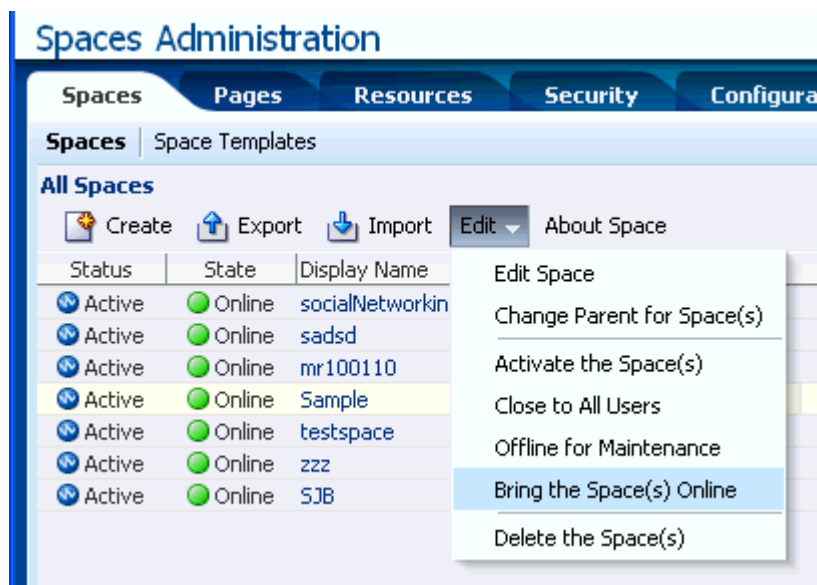 Spaces Administration
Spaces Pages Resources Security Configura
Spaces Space Templates
All Spaces
Create Export Import Edit About Space
Status State Display Name
Active Online socialNetworkin
Active Online sadsd
Active Online mr100110
Active Online Sample
Active Online testspace
Active Online zzz
Active Online SJB
Edit Space
Change Parent for Space(s)
Activate the Space(s)
Close to All Users
Offline for Maintenance
Bring the Space(s) Online
Delete the Space(s)